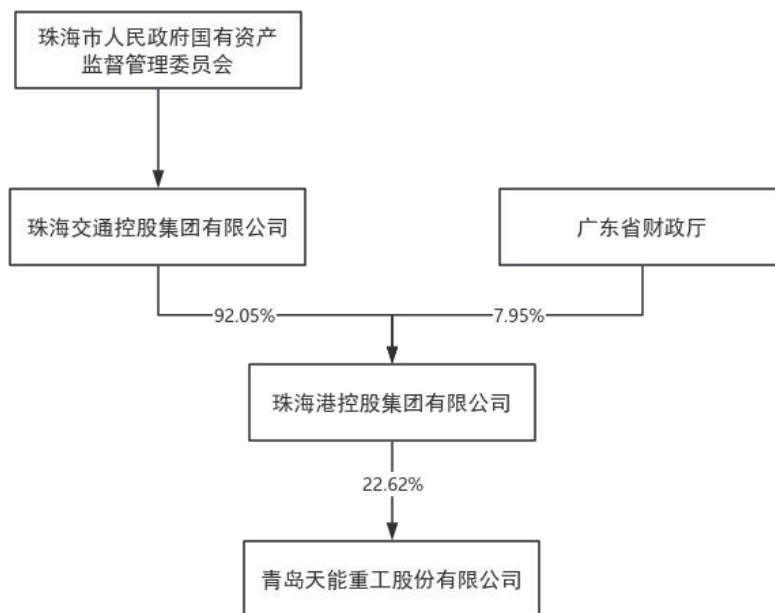 珠海市人民政府国有资产
监督管理委员会
珠海交通控股集团有限公司
广东省财政厅
92.05%
7.95%
珠海港控股集团有限公司
22.62%
青岛天能重工股份有限公司